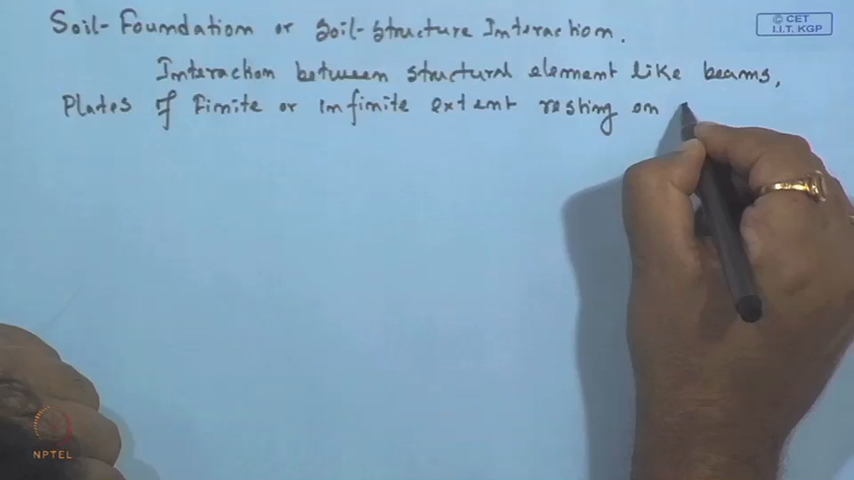 Soil-Foundation or Soil-Structure Interaction.
© CET
I.I.T. KGP
Interaction between structural element like beams,
Plates of Finite or infinite extent resting on
NPTEL